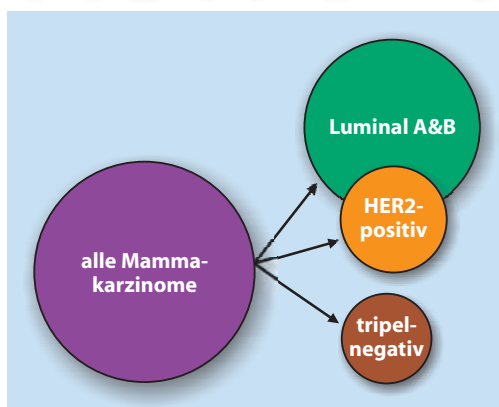 Luminal A&B
HER2-
positiv
alle Mamma-
karzinome
tripel-
negativ